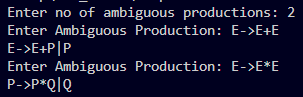 Enter no of ambiguous productions: 2
Enter Ambiguous Production: E->E+E
E->E+P|P
Enter Ambiguous Production: E->E*E
P->P*Q|Q